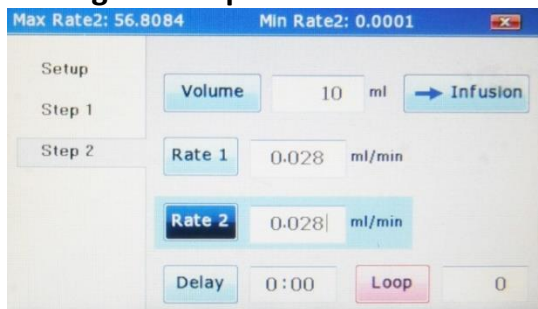 Max Rate2: 56.8084 Min Rate2: 0.0001
Setup
Step 1
Step 2
Volume 10 ml → Infusion
Rate 1 0.028 ml/min
Rate 2 0.028 ml/min
Delay 0:00 Loop 0